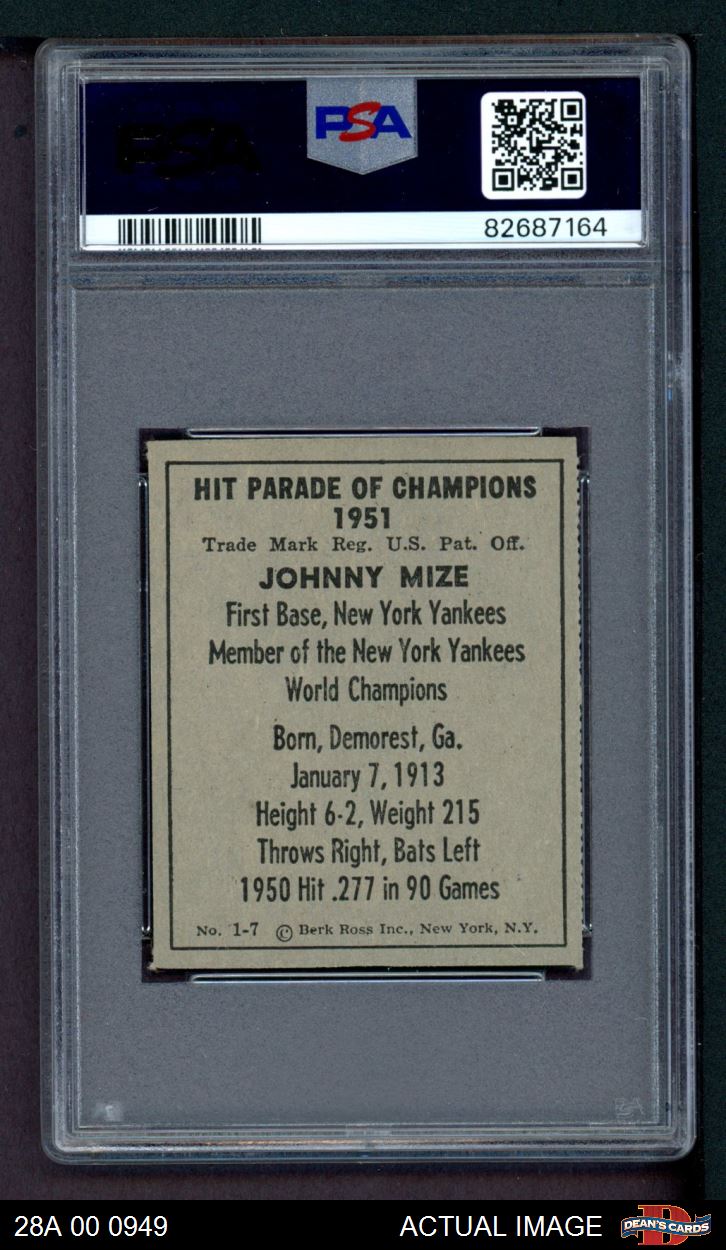 PSA
PSA
82687164
HIT PARADE OF CHAMPIONS
1951
Trade Mark Reg. U.S. Pat. Off.
JOHNNY MIZE
First Base, New York Yankees
Member of the New York Yankees
World Champions
Born, Demorest, Ga.
January 7, 1913
Height 6-2, Weight 215
Throws Right, Bats Left
1950 Hit .277 in 90 Games
No. 1-7 © Berk Ross Inc., New York, N.Y.
PSA
28A 00 0949 ACTUAL IMAGE DEAN'S CARDS